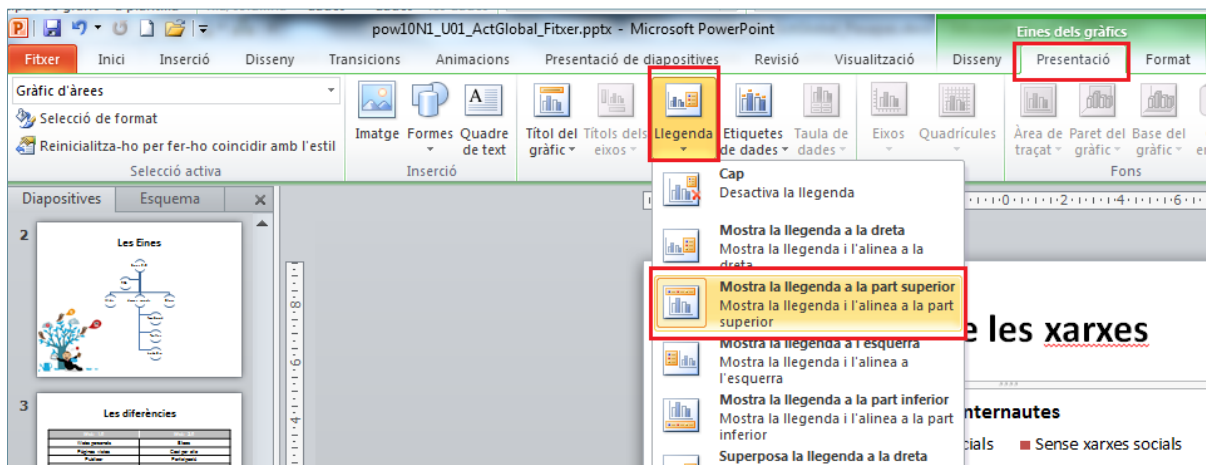 pow10N1_U01_ActGlobal_Fitxer.pptx - Microsoft PowerPoint
Eines dels gràfics
Fitxer Inici Inserció Disseny Transicions Animacions Presentació de diapositives Revisió Visualització Disseny Presentació Format
Gràfic d'àrees
Selecció de format
Reinicialitza-ho per fer-ho coincidir amb l'estil
Selecció activa
Imatge Formes Quadre de text
Inserció
Títol del gràfic Títols dels eixos Llegenda Etiquetes de dades Taula de dades
Eixos Quadrícules
Àrea de traçat Paret del gràfic Base del gràfic
Fons
Diapositives Esquema
2
Les Eines
3
Les diferències
Cap
Desactiva la llegenda
Mostra la llegenda a la dreta
Mostra la llegenda i l'alinea a la
dreta
Mostra la llegenda a la part superior
Mostra la llegenda i l'alinea a la part
superior
Mostra la llegenda a l'esquerra
Mostra la llegenda i l'alinea a
l'esquerra
Mostra la llegenda a la part inferior
Mostra la llegenda i l'alinea a la part
inferior
Superposa la llegenda a la dreta
e les xarxes
nternautes
cials Sense xarxes socials